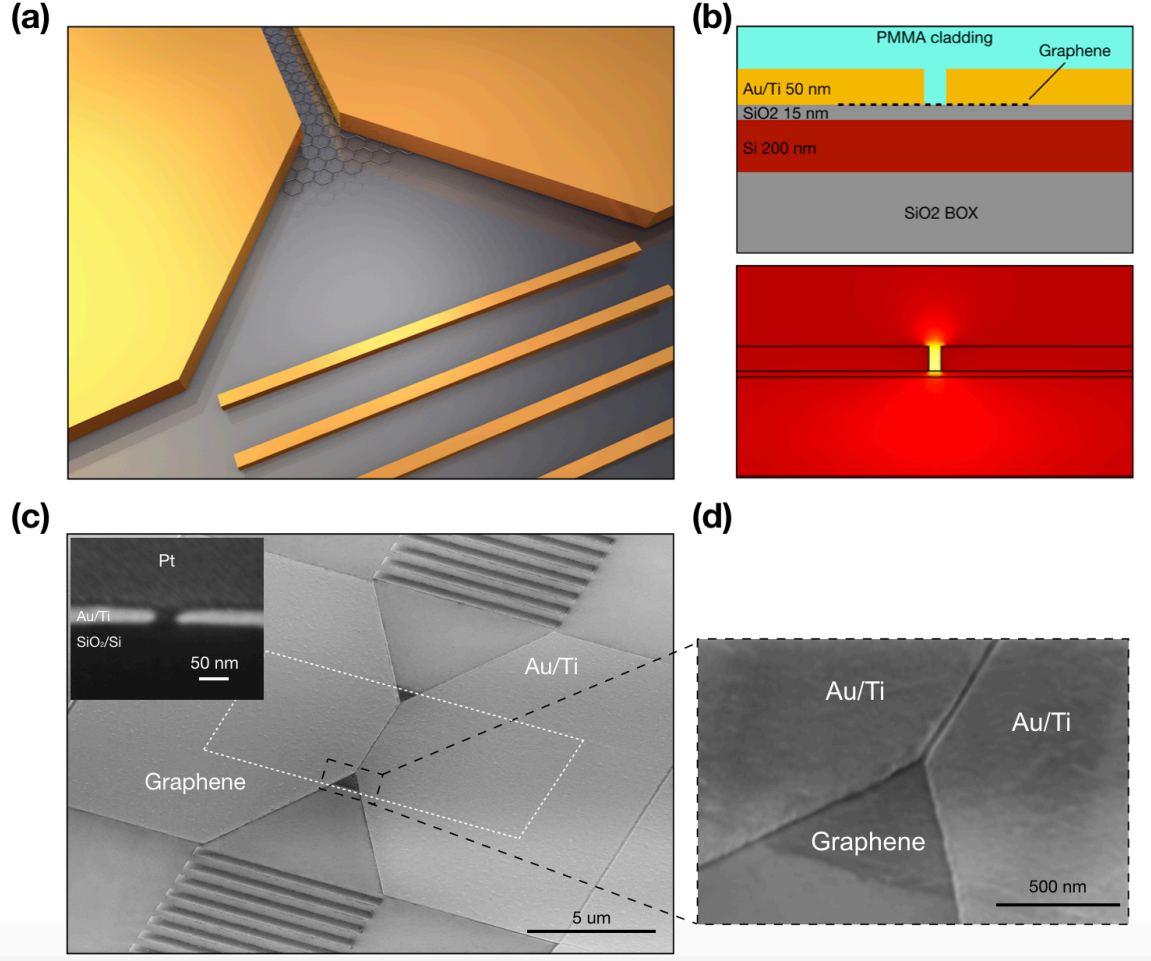 (a)
(b)
PMMA cladding
Graphene
Au/Ti 50 nm
SiO2 15 nm
Si 200 nm
SiO2 BOX
(c)
Pt
Au/Ti
SiO₂/Si
50 nm
Au/Ti
Graphene
5 um
(d)
Au/Ti
Au/Ti
Graphene
500 nm